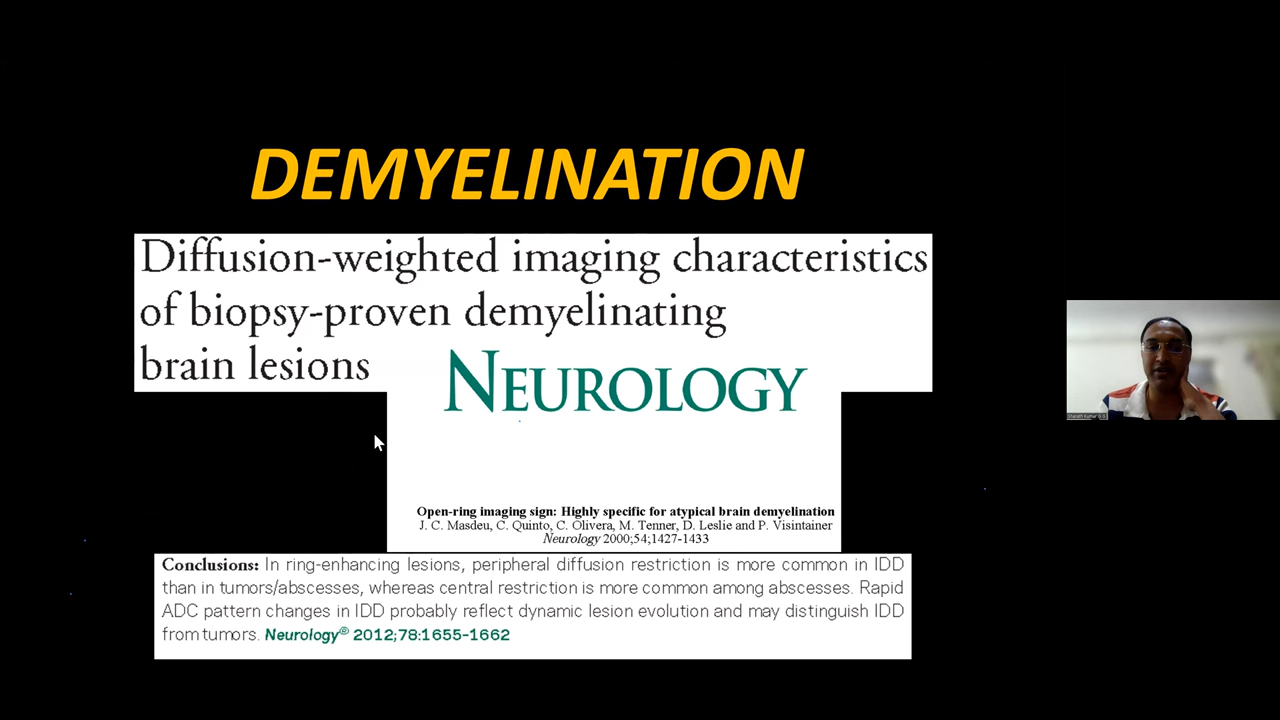 DEMYELINATION
Diffusion-weighted imaging characteristics
of biopsy-proven demyelinating
brain lesions
NEUROLOGY
Open-ring imaging sign: Highly specific for atypical brain demyelination
J. C. Masdeu, C. Quinto, C. Olivera, M. Tenner, D. Leslie and P. Visintainer
Neurology 2000;54;1427-1433
Conclusions: In ring-enhancing lesions, peripheral diffusion restriction is more common in IDD
than in tumors/abscesses, whereas central restriction is more common among abscesses. Rapid
ADC pattern changes in IDD probably reflect dynamic lesion evolution and may distinguish IDD
from tumors. Neurology® 2012;78:1655–1662
Sharath Kumar G G